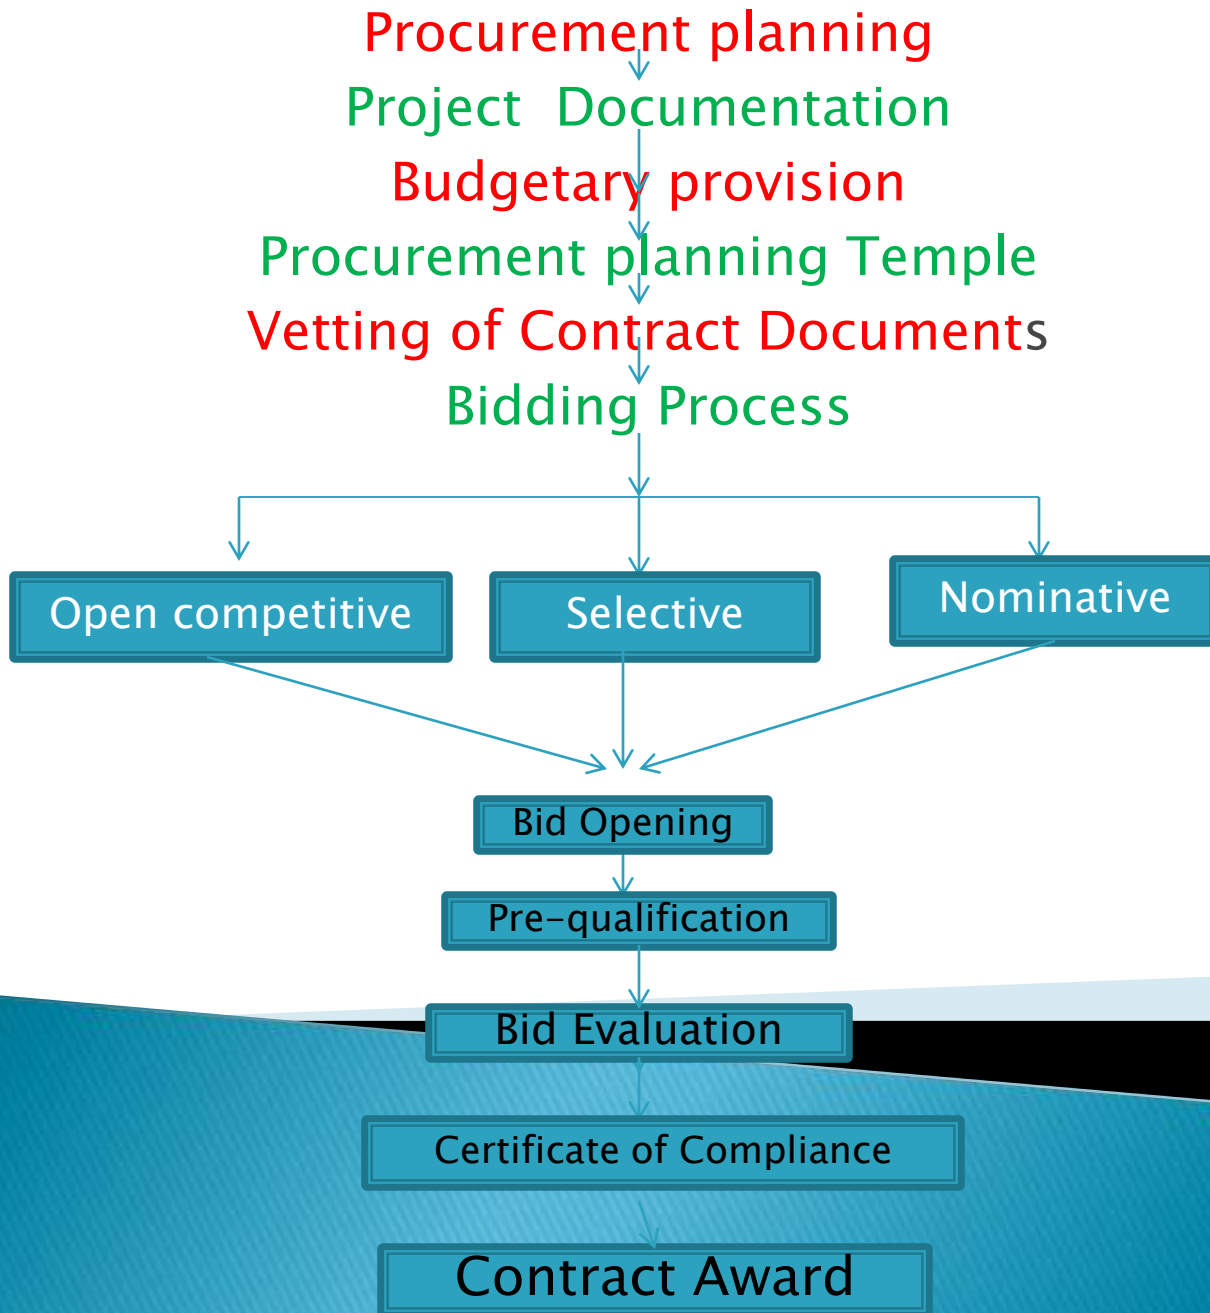 Procurement planning
Project Documentation
Budgetary provision
Procurement planning Temple
Vetting of Contract Documents
Bidding Process
Open competitive
Selective
Nominative
Bid Opening
Pre-qualification
Bid Evaluation
Certificate of Compliance
Contract Award